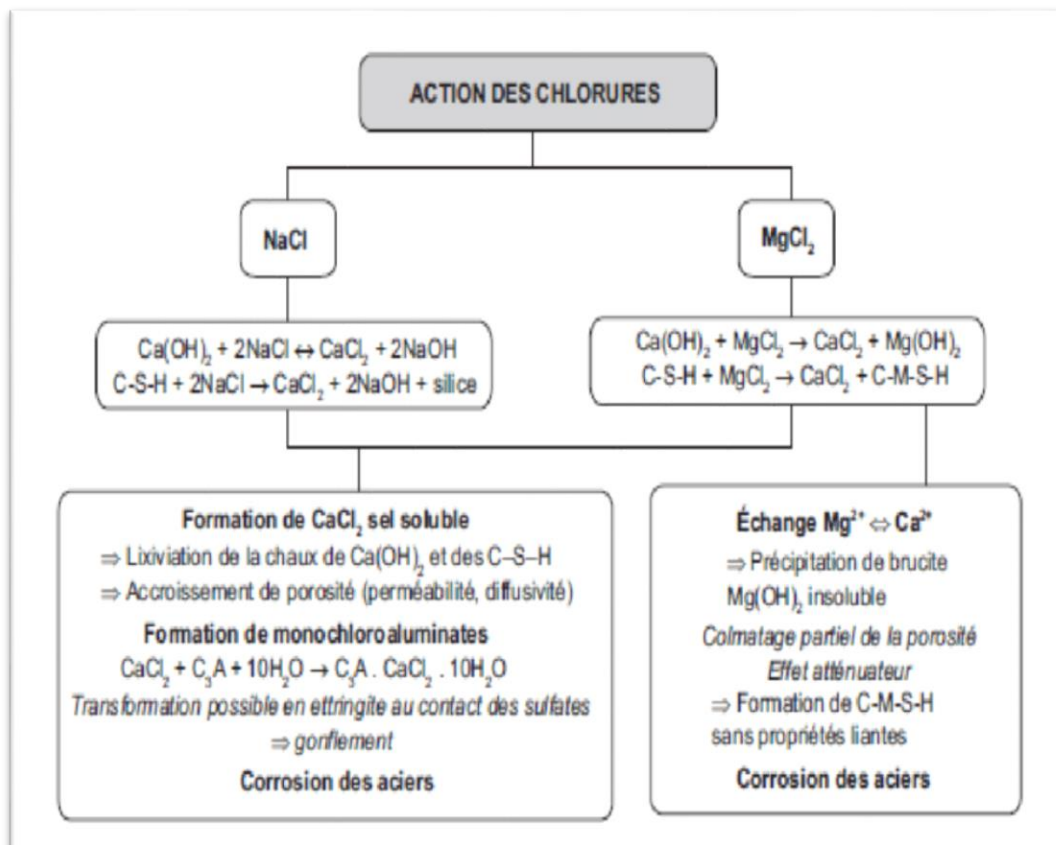 ACTION DES CHLORURES
NaCl
MgCl₂
Ca(OH)₂ + 2NaCl ↔ CaCl₂ + 2NaOH
C-S-H + 2NaCl → CaCl₂ + 2NaOH + silice
Ca(OH)₂ + MgCl₂ → CaCl₂ + Mg(OH)₂
C-S-H + MgCl₂ → CaCl₂ + C-M-S-H
Formation de CaCl₂ sel soluble
⇒ Lixiviation de la chaux de Ca(OH)₂ et des C–S–H
⇒ Accroissement de porosité (perméabilité, diffusivité)
Formation de monochloroaluminates
CaCl₂ + C₃A + 10H₂O → C₃A . CaCl₂ . 10H₂O
Transformation possible en ettringite au contact des sulfates
⇒ gonflement
Corrosion des aciers
Échange Mg²⁺ ⇔ Ca²⁺
⇒ Précipitation de brucite
Mg(OH)₂ insoluble
Colmatage partiel de la porosité
Effet atténuateur
⇒ Formation de C-M-S-H
sans propriétés liantes
Corrosion des aciers